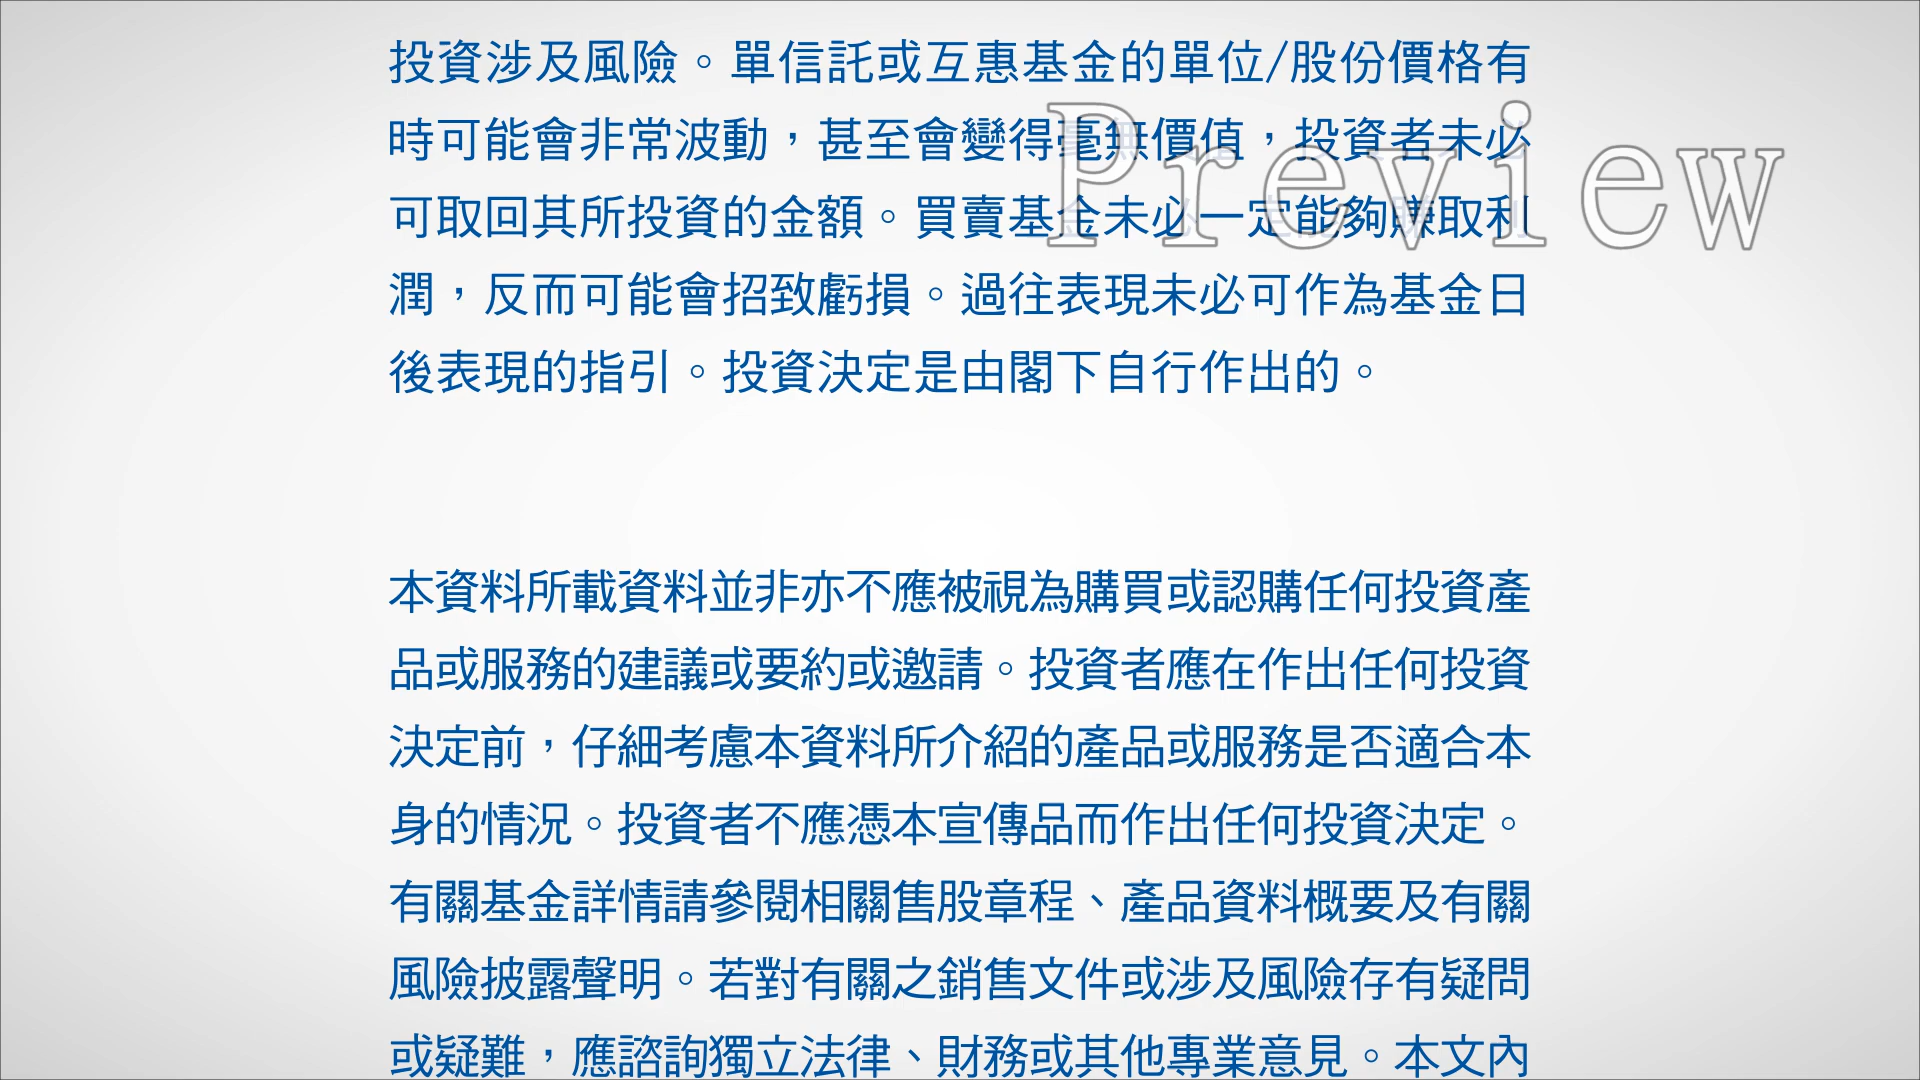 投資涉及風險。單信託或互惠基金的單位/股份價格有
時可能會非常波動，甚至會變得毫無價值，投資者未必
可取回其所投資的金額。買賣基金未必一定能夠賺取利
潤，反而可能會招致虧損。過往表現未必可作為基金日
後表現的指引。投資決定是由閣下自行作出的。
Preview
本資料所載資料並非亦不應被視為購買或認購任何投資產
品或服務的建議或要約或邀請。投資者應在作出任何投資
決定前，仔細考慮本資料所介紹的產品或服務是否適合本
身的情況。投資者不應憑本宣傳品而作出任何投資決定。
有關基金詳情請參閱相關售股章程、產品資料概要及有關
風險披露聲明。若對有關之銷售文件或涉及風險存有疑問
或疑難，應諮詢獨立法律、財務或其他專業意見。本文內